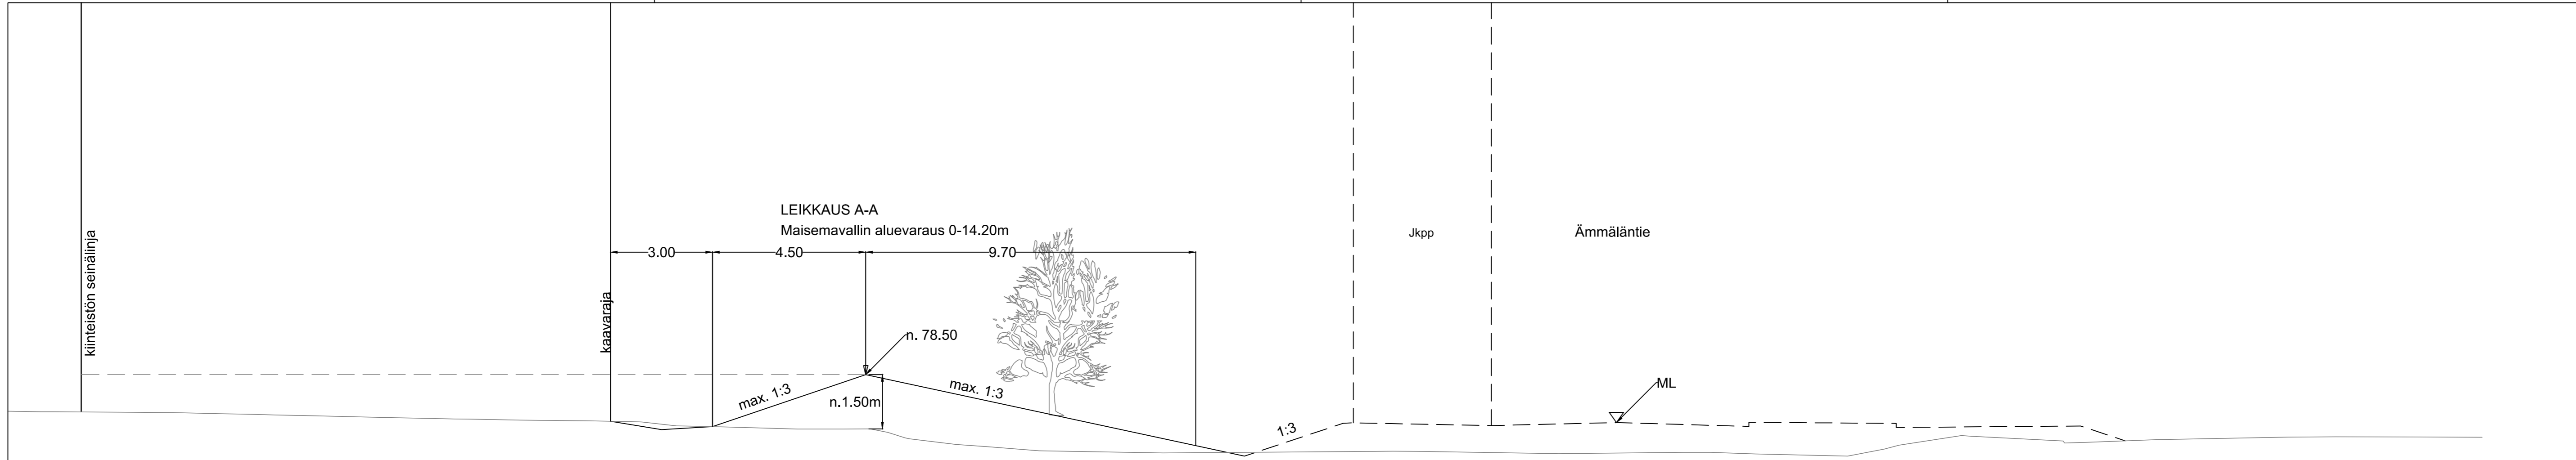 LEIKKAUS A-A
Maisemavallin aluevaraus 0-14.20m
3.00
4.50
9.70
kiinteistön seinälinja
kaavaraja
n. 78.50
max. 1:3
n.1.50m
max. 1:3
1:3
Jkpp
Ämmäläntie
ML